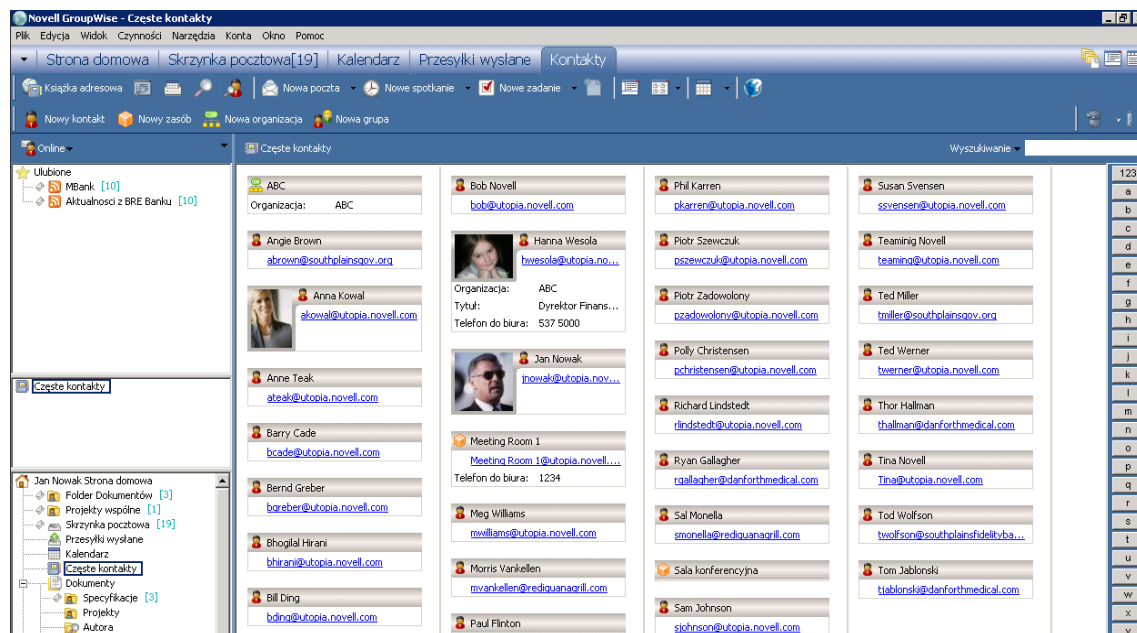 Novell GroupWise - Częste kontakty
Plik Edycja Widok Czynności Narzędzia Konta Okno Pomoc
Strona domowa Skrzynka pocztowa[19] Kalendarz Przesyłki wysłane Kontakty
Książka adresowa Nowa poczta Nowe spotkanie Nowe zadanie
Nowy kontakt Nowy zasób Nowa organizacja Nowa grupa
Online Częste kontakty Wyszukiwanie
Ulubione
MBank [10]
Aktualnosci z BRE Banku [10]
Częste kontakty
Jan Nowak Strona domowa
Folder Dokumentów [3]
Projekty wspólne [1]
Skrzynka pocztowa [19]
Przesyłki wysłane
Kalendarz
Częste kontakty
Dokumenty
Specyfikacje [3]
Projekty
Autora
ABC
Organizacja: ABC
Angie Brown
abrown@southplainsgov.org
Anna Kowal
akowal@utopia.novell.com
Anne Teak
ateak@utopia.novell.com
Barry Cade
bcade@utopia.novell.com
Bernd Greber
bgreber@utopia.novell.com
Bhogilal Hirani
bhirani@utopia.novell.com
Bill Ding
bding@utopia.novell.com
Bob Novell
bob@utopia.novell.com
Hanna Wesola
hwesola@utopia.no...
Organizacja: ABC
Tytuł: Dyrektor Finans...
Telefon do biura: 537 5000
Jan Nowak
jnowak@utopia.nov...
Meeting Room 1
Meeting Room 1@utopia.novell....
Telefon do biura: 1234
Meg Williams
mwilliams@utopia.novell.com
Morris Vankellen
mvankellen@rediguanagrill.com
Paul Flinton
Phil Karren
pkarren@utopia.novell.com
Piotr Szewczuk
pszewczuk@utopia.novell.com
Piotr Zadowolony
pzadowolony@utopia.novell.com
Polly Christensen
pchristensen@utopia.novell.com
Richard Lindstedt
rlindstedt@utopia.novell.com
Ryan Gallagher
rgallagher@danforthmedical.com
Sal Monella
smonella@rediguanagrill.com
Sala konferencyjna
Sam Johnson
sjohnson@utopia.novell.com
Susan Svensen
ssvensen@utopia.novell.com
Teaminig Novell
teaming@utopia.novell.com
Ted Miller
tmiller@southplainsgov.org
Ted Werner
twerner@utopia.novell.com
Thor Hallman
thallman@danforthmedical.com
Tina Novell
Tina@utopia.novell.com
Tod Wolfson
twolfson@southplainsfidelityba...
Tom Jablonski
tjablonski@danforthmedical.com
123
a
b
c
d
e
f
g
h
i
j
k
l
m
n
o
p
q
r
s
t
u
v
w
x
y